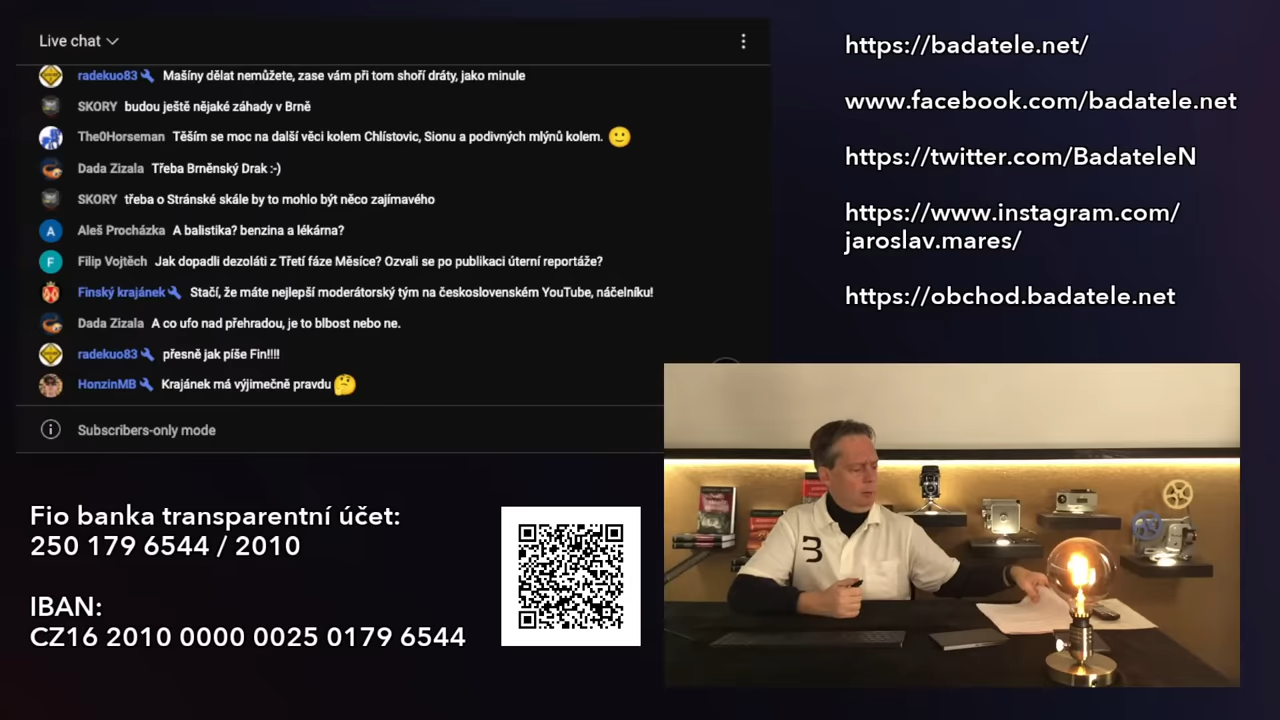 Live chat
radekuo83 Mašíny dělat nemůžete, zase vám při tom shoří dráty, jako minule
SKORY budou ještě nějaké záhady v Brně
The0Horseman Těším se moc na další věci kolem Chlístovic, Sionu a podivných mlýnů kolem.
Dada Zizala Třeba Brněnský Drak :-)
SKORY třeba o Stránské skále by to mohlo být něco zajímavého
A Aleš Procházka A balistika? benzina a lékárna?
F Filip Vojtěch Jak dopadli dezoláti z Třetí fáze Měsíce? Ozvali se po publikaci úterní reportáže?
Finský krajánek Stačí, že máte nejlepší moderátorský tým na československém YouTube, náčelníku!
Dada Zizala A co ufo nad přehradou, je to blbost nebo ne.
radekuo83 přesně jak píše Fin!!!!
HonzinMB Krajánek má výjimečně pravdu
Subscribers-only mode
https://badatele.net/
www.facebook.com/badatele.net
https://twitter.com/BadateleN
https://www.instagram.com/
jaroslav.mares/
https://obchod.badatele.net
Fio banka transparentní účet:
250 179 6544 / 2010
IBAN:
CZ16 2010 0000 0025 0179 6544